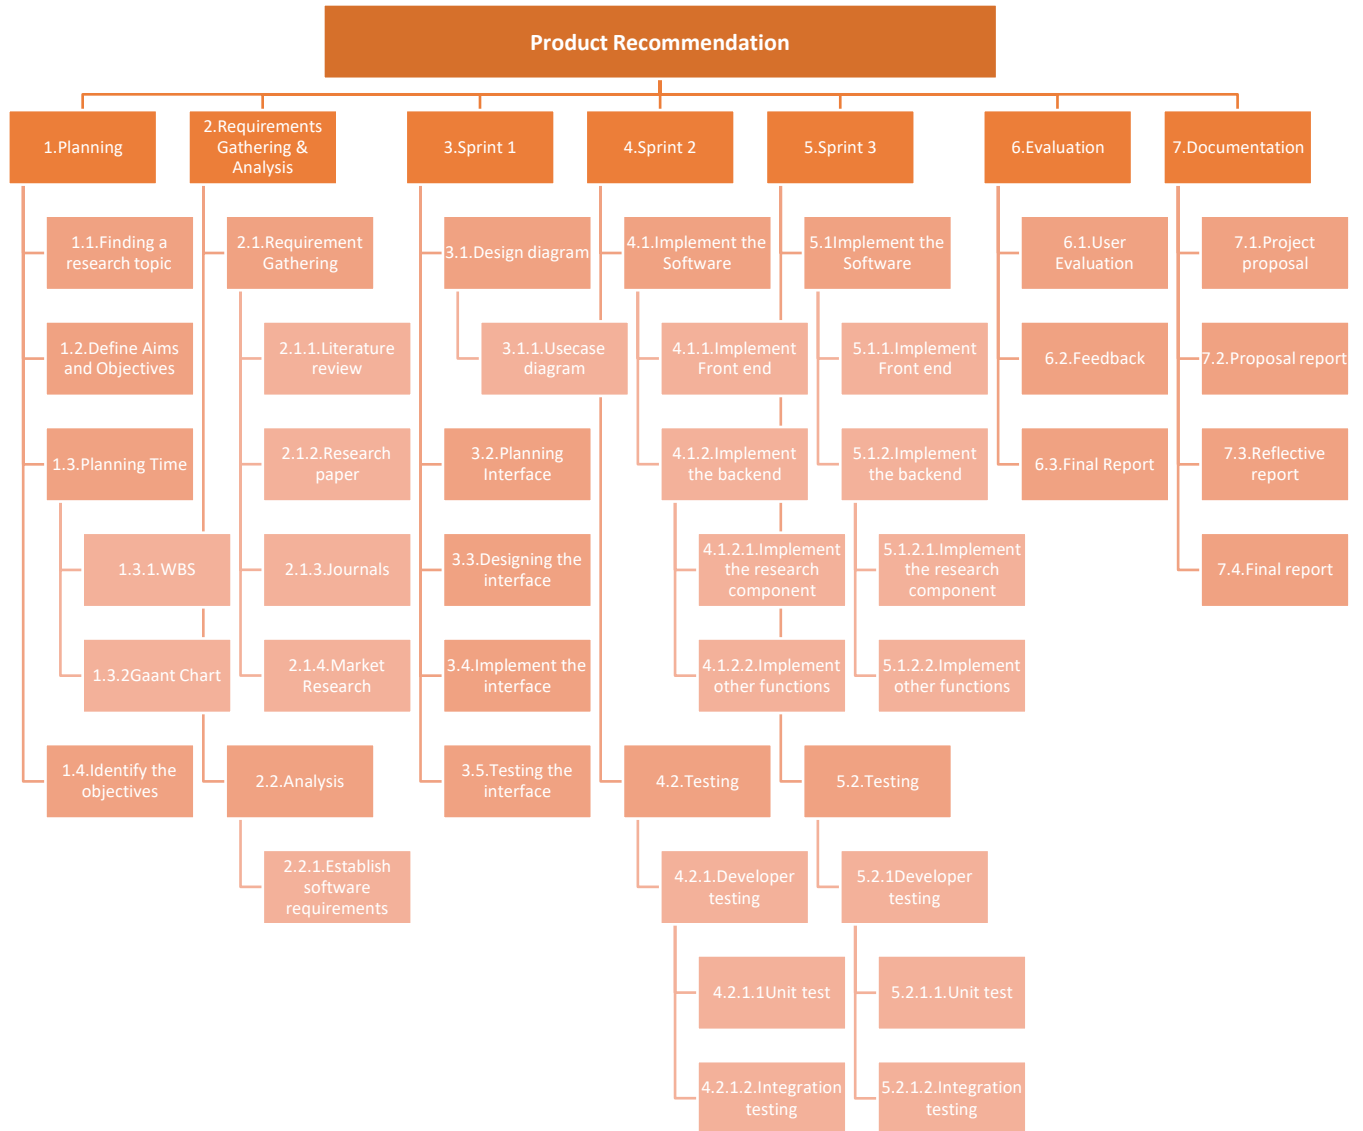 Product Recommendation
1.Planning
1.1.Finding a
research topic
1.2.Define Aims
and Objectives
1.3.Planning Time
1.3.1.WBS
1.3.2Gaant Chart
1.4.Identify the
objectives
2.Requirements
Gathering &
Analysis
2.1.Requirement
Gathering
2.1.1.Literature
review
2.1.2.Research
paper
2.1.3.Journals
2.1.4.Market
Research
2.2.Analysis
2.2.1.Establish
software
requirements
3.Sprint 1
3.1.Design diagram
3.1.1.Usecase
diagram
3.2.Planning
Interface
3.3.Designing the
interface
3.4.Implement the
interface
3.5.Testing the
interface
4.Sprint 2
4.1.Implement the
Software
4.1.1.Implement
Front end
4.1.2.Implement
the backend
4.1.2.1.Implement
the research
component
4.1.2.2.Implement
other functions
4.2.Testing
4.2.1.Developer
testing
4.2.1.1Unit test
4.2.1.2.Integration
testing
5.Sprint 3
5.1Implement the
Software
5.1.1.Implement
Front end
5.1.2.Implement
the backend
5.1.2.1.Implement
the research
component
5.1.2.2.Implement
other functions
5.2.Testing
5.2.1Developer
testing
5.2.1.1.Unit test
5.2.1.2.Integration
testing
6.Evaluation
6.1.User
Evaluation
6.2.Feedback
6.3.Final Report
7.Documentation
7.1.Project
proposal
7.2.Proposal report
7.3.Reflective
report
7.4.Final report